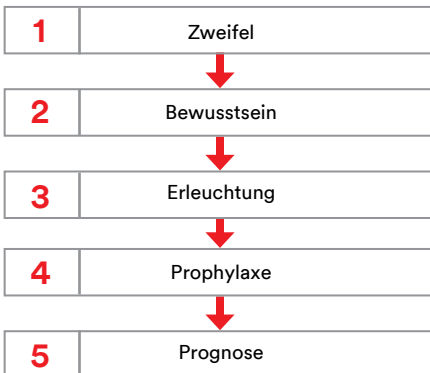 1 Zweifel
2 Bewusstsein
3 Erleuchtung
4 Prophylaxe
5 Prognose